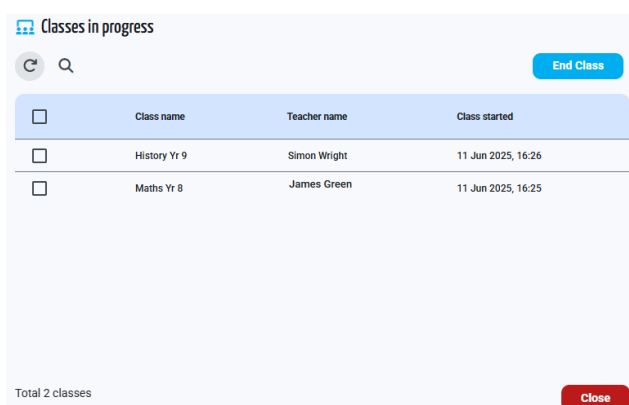 Classes in progress
End Class
Class name Teacher name Class started
History Yr 9 Simon Wright 11 Jun 2025, 16:26
Maths Yr 8 James Green 11 Jun 2025, 16:25
Total 2 classes
Close